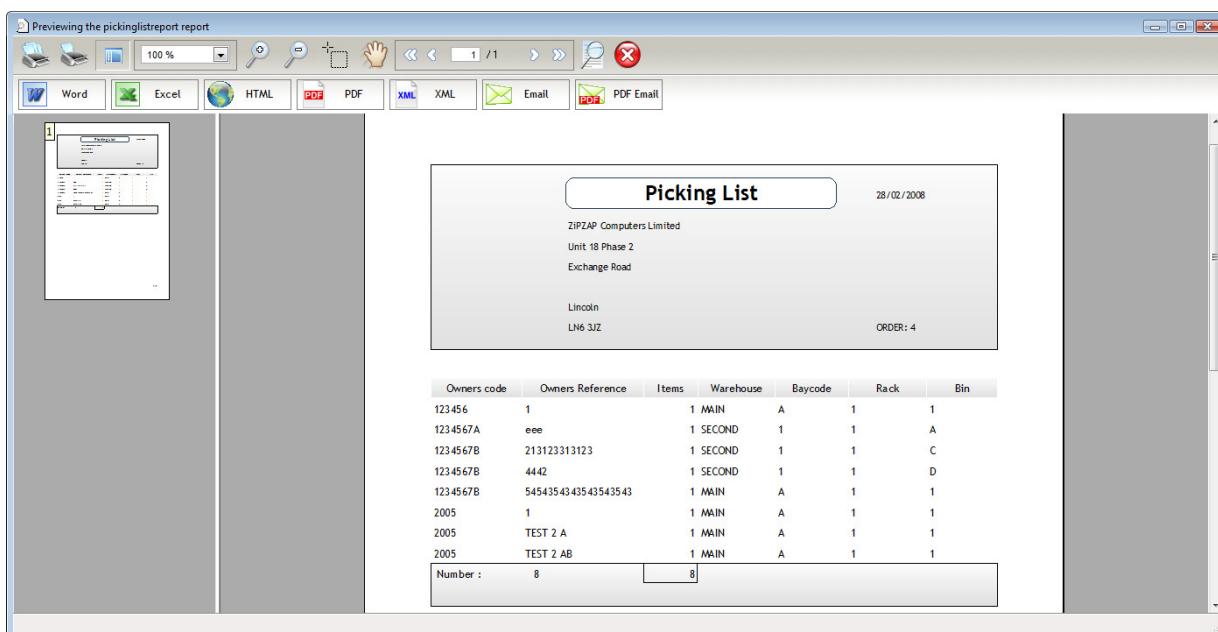 Previewing the pickinglistreport report
100 % 1 /1
Word Excel HTML PDF PDF XML XML Email PDF PDF Email
1
Picking List 28/02/2008
ZiPZAP Computers Limited
Unit 18 Phase 2
Exchange Road
Lincoln
LN6 3JZ ORDER: 4
Owners code Owners Reference Items Warehouse Baycode Rack Bin
123456 1 1 MAIN A 1 1
1234567A eee 1 SECOND 1 1 A
1234567B 213123313123 1 SECOND 1 1 C
1234567B 4442 1 SECOND 1 1 D
1234567B 5454354343543543543 1 MAIN A 1 1
2005 1 1 MAIN A 1 1
2005 TEST 2 A 1 MAIN A 1 1
2005 TEST 2 AB 1 MAIN A 1 1
Number : 8 8